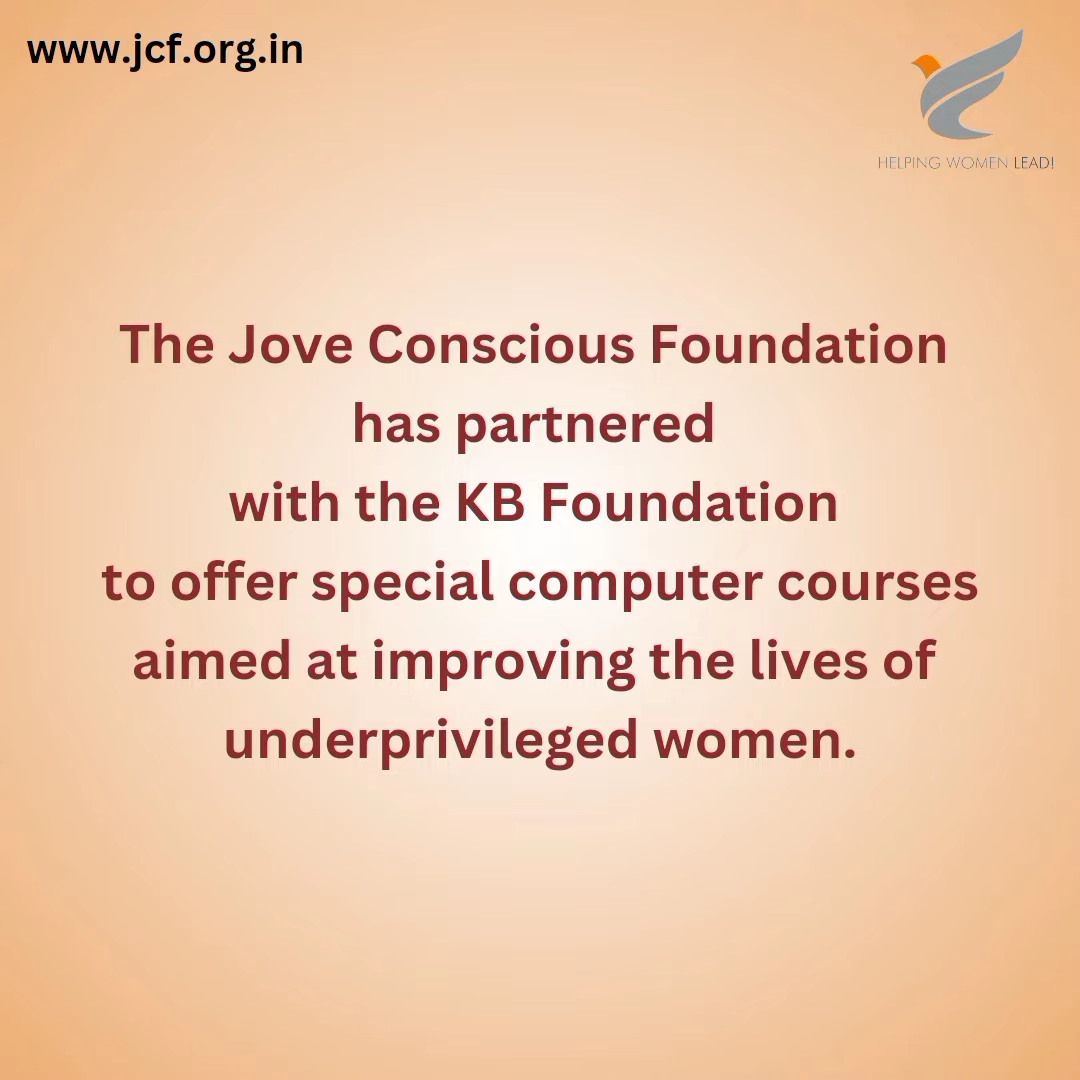 www.jcf.org.in
HELPING WOMEN LEAD!
The Jove Conscious Foundation
has partnered
with the KB Foundation
to offer special computer courses
aimed at improving the lives of
underprivileged women.